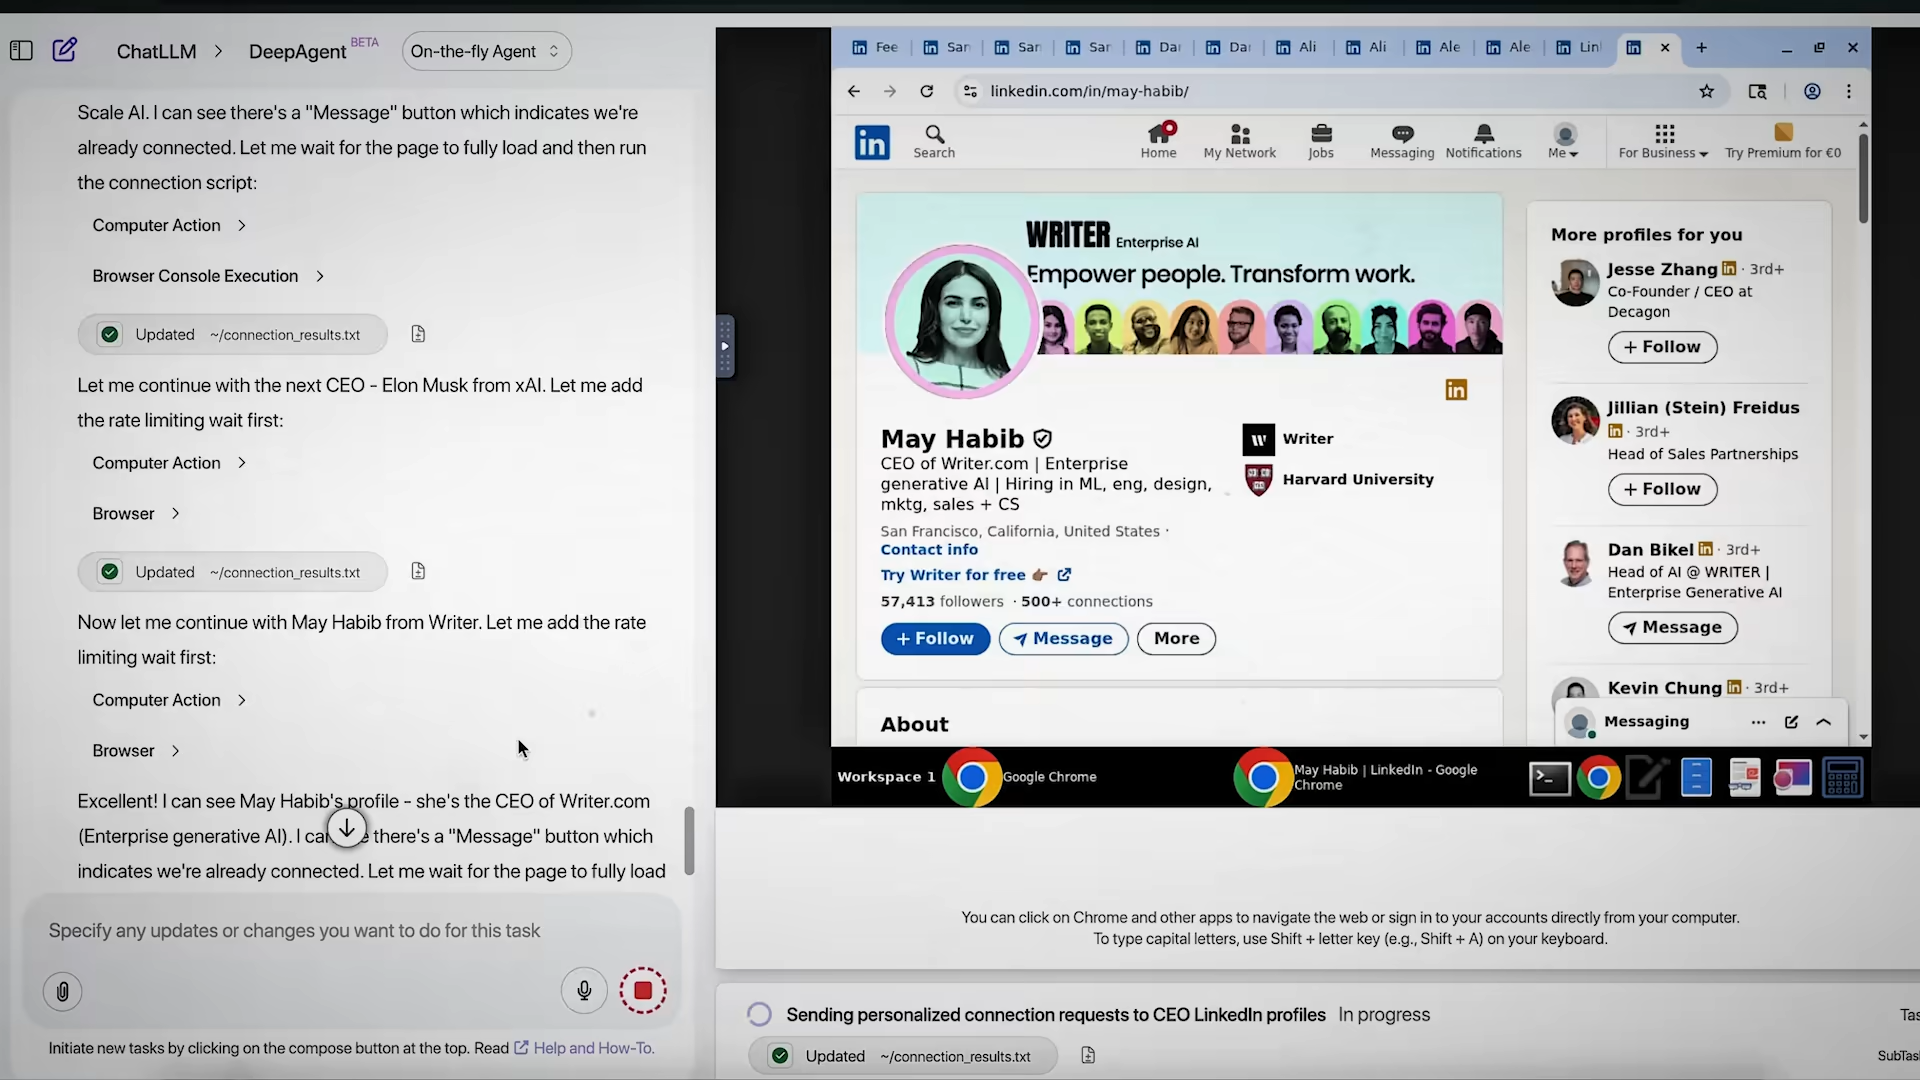 ChatLLM
DeepAgent BETA
On-the-fly Agent
Scale AI. I can see there's a "Message" button which indicates we're
already connected. Let me wait for the page to fully load and then run
the connection script:
Computer Action
Browser Console Execution
Updated ~/connection_results.txt
Let me continue with the next CEO - Elon Musk from xAI. Let me add
the rate limiting wait first:
Computer Action
Browser
Updated ~/connection_results.txt
Now let me continue with May Habib from Writer. Let me add the rate
limiting wait first:
Computer Action
Browser
Excellent! I can see May Habib's profile - she's the CEO of Writer.com
(Enterprise generative AI). I there's a "Message" button which
indicates we're already connected. Let me wait for the page to fully load
Specify any updates or changes you want to do for this task
Initiate new tasks by clicking on the compose button at the top. Read Help and How-To.
Fee
Ali
Ali
Ale
Ale
linkedin.com/in/may-habib/
in
Search
Home
My Network
Jobs
Messaging
Notifications
Me
For Business
Try Premium for €0
WRITER Enterprise AI
Empower people. Transform work.
May Habib
CEO of Writer.com | Enterprise
generative AI | Hiring in ML, eng, design,
mktg, sales + CS
San Francisco, California, United States ·
Contact info
Try Writer for free
57,413 followers · 500+ connections
+ Follow
Message
More
Writer
Harvard University
About
More profiles for you
Jesse Zhang in · 3rd+
Co-Founder / CEO at
Decagon
+ Follow
Jillian (Stein) Freidus
in · 3rd+
Head of Sales Partnerships
+ Follow
Dan Bikel in · 3rd+
Head of AI @ WRITER |
Enterprise Generative AI
Message
Kevin Chung in · 3rd+
Messaging
Workspace 1
Google Chrome
May Habib | LinkedIn - Google
Chrome
You can click on Chrome and other apps to navigate the web or sign in to your accounts directly from your computer.
To type capital letters, use Shift + letter key (e.g., Shift + A) on your keyboard.
Sending personalized connection requests to CEO LinkedIn profiles In progress
Updated ~/connection_results.txt